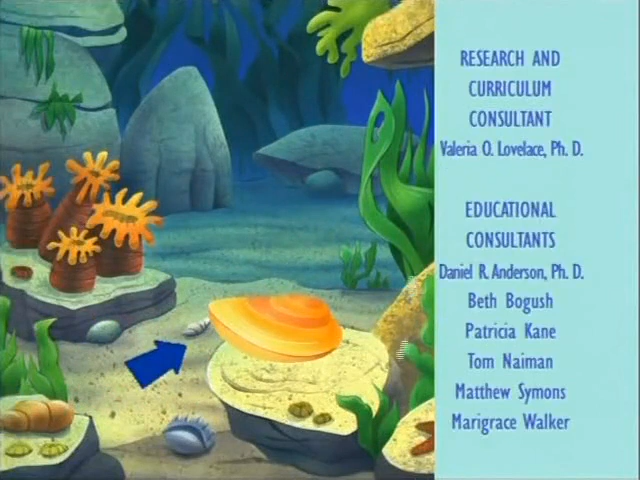 RESEARCH AND
CURRICULUM
CONSULTANT
Valeria O. Lovelace, Ph. D.
EDUCATIONAL
CONSULTANTS
Daniel R. Anderson, Ph. D.
Beth Bogush
Patricia Kane
Tom Naiman
Matthew Symons
Marigrace Walker